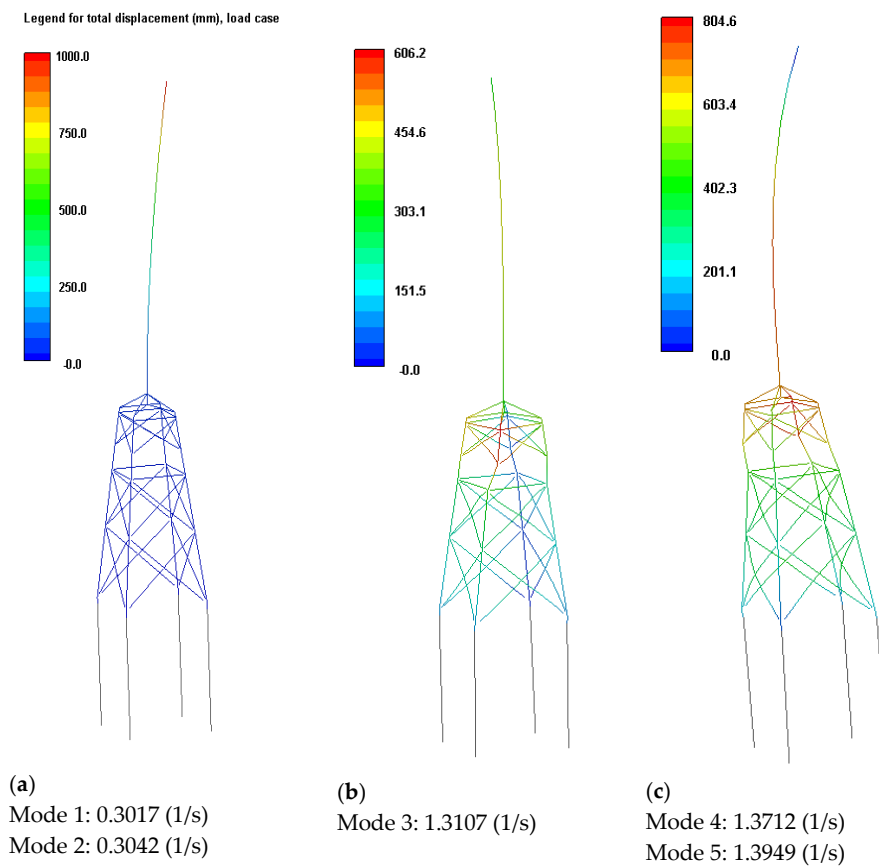 Legend for total displacement (mm), load case
1000.0
750.0
500.0
250.0
-0.0
606.2
454.6
303.1
151.5
-0.0
804.6
603.4
402.3
201.1
0.0
(a)
Mode 1: 0.3017 (1/s)
Mode 2: 0.3042 (1/s)
(b)
Mode 3: 1.3107 (1/s)
(c)
Mode 4: 1.3712 (1/s)
Mode 5: 1.3949 (1/s)